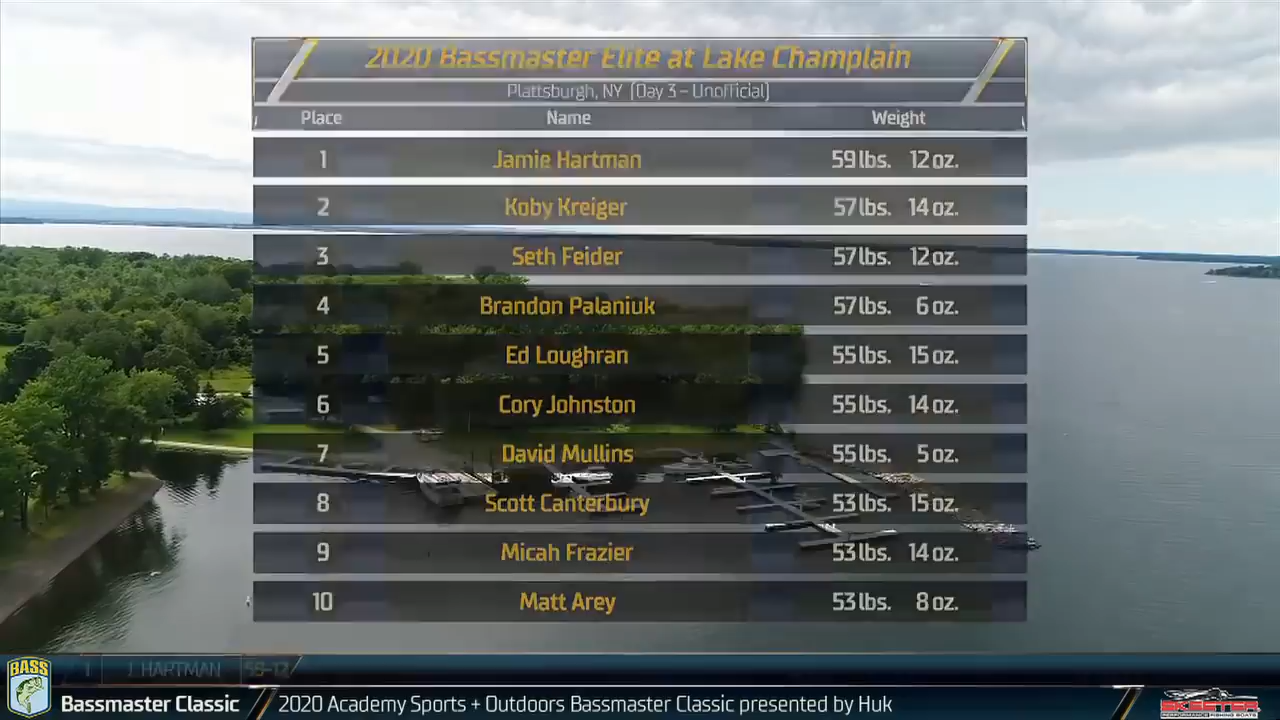 2020 Bassmaster Elite at Lake Champlain
Plattsburgh, NY (Day 3 - Unofficial)
Place Name Weight
1 Jamie Hartman 59 lbs. 12 oz.
2 Koby Kreiger 57 lbs. 14 oz.
3 Seth Feider 57 lbs. 12 oz.
4 Brandon Palaniuk 57 lbs. 6 oz.
5 Ed Loughran 55 lbs. 15 oz.
6 Cory Johnston 55 lbs. 14 oz.
7 David Mullins 55 lbs. 5 oz.
8 Scott Canterbury 53 lbs. 15 oz.
9 Micah Frazier 53 lbs. 14 oz.
10 Matt Arey 53 lbs. 8 oz.
1 J. HARTMAN 59-12
BASS
Bassmaster Classic
2020 Academy Sports + Outdoors Bassmaster Classic presented by Huk
SKEETER
PERFORMANCE FISHING BOATS